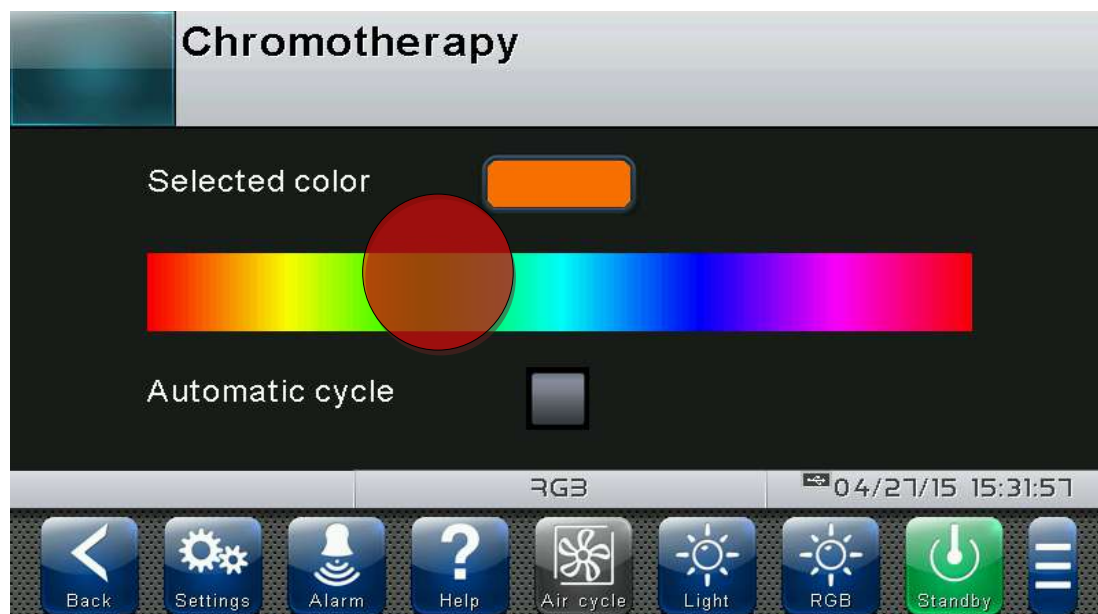 Chromotherapy
Selected color
Automatic cycle
RGB 04/27/15 15:31:57
Back Settings Alarm ? Help Air cycle Light RGB Standby